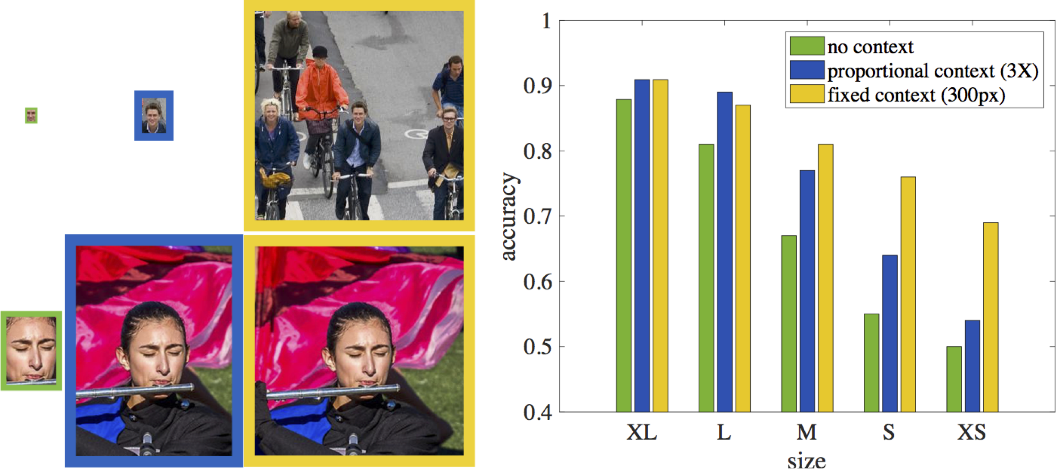 1
0.9
0.8
0.7
0.6
0.5
0.4
accuracy
no context
proportional context (3X)
fixed context (300px)
XL L M S XS
size